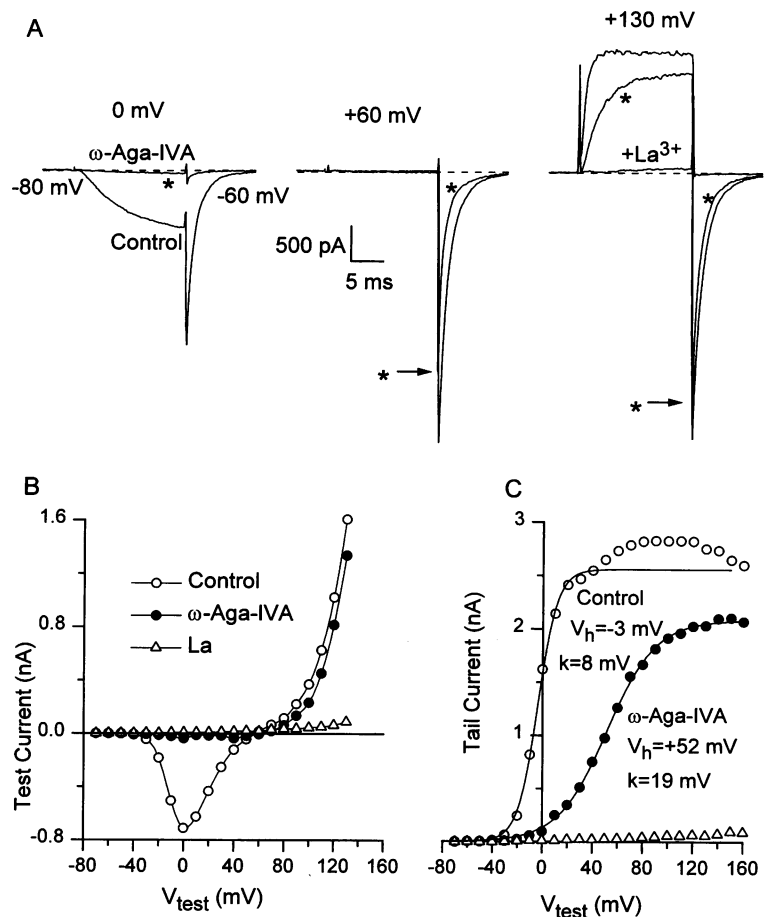 A
0 mV
ω-Aga-IVA
-80 mV
*
-60 mV
Control
+60 mV
*
500 pA
5 ms
*
+130 mV
*
+La3+
*
*
B
1.6
0.8
0.0
-0.8
Test Current (nA)
Control
ω-Aga-IVA
La
-80 -40 0 40 80 120 160
Vtest (mV)
C
3
2
1
Tail Current (nA)
Control
Vh=-3 mV
k=8 mV
ω-Aga-IVA
Vh=+52 mV
k=19 mV
-80 -40 0 40 80 120 160
Vtest (mV)